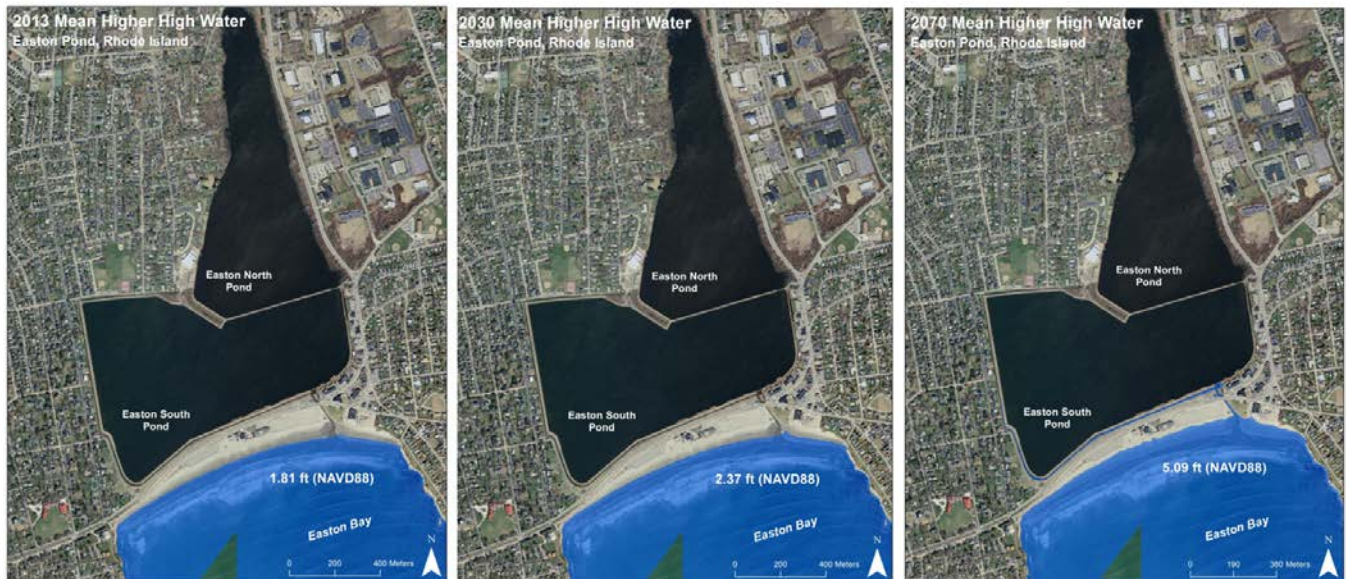 2013 Mean Higher High Water
Easton Pond, Rhode Island
Easton North
Pond
Easton South
Pond
1.81 ft (NAVD88)
Easton Bay
N
0 200 400 Meters
2030 Mean Higher High Water
Easton Pond, Rhode Island
Easton North
Pond
Easton South
Pond
2.37 ft (NAVD88)
Easton Bay
N
0 200 400 Meters
2070 Mean Higher High Water
Easton Pond, Rhode Island
Easton North
Pond
Easton South
Pond
5.09 ft (NAVD88)
Easton Bay
N
0 190 380 Meters